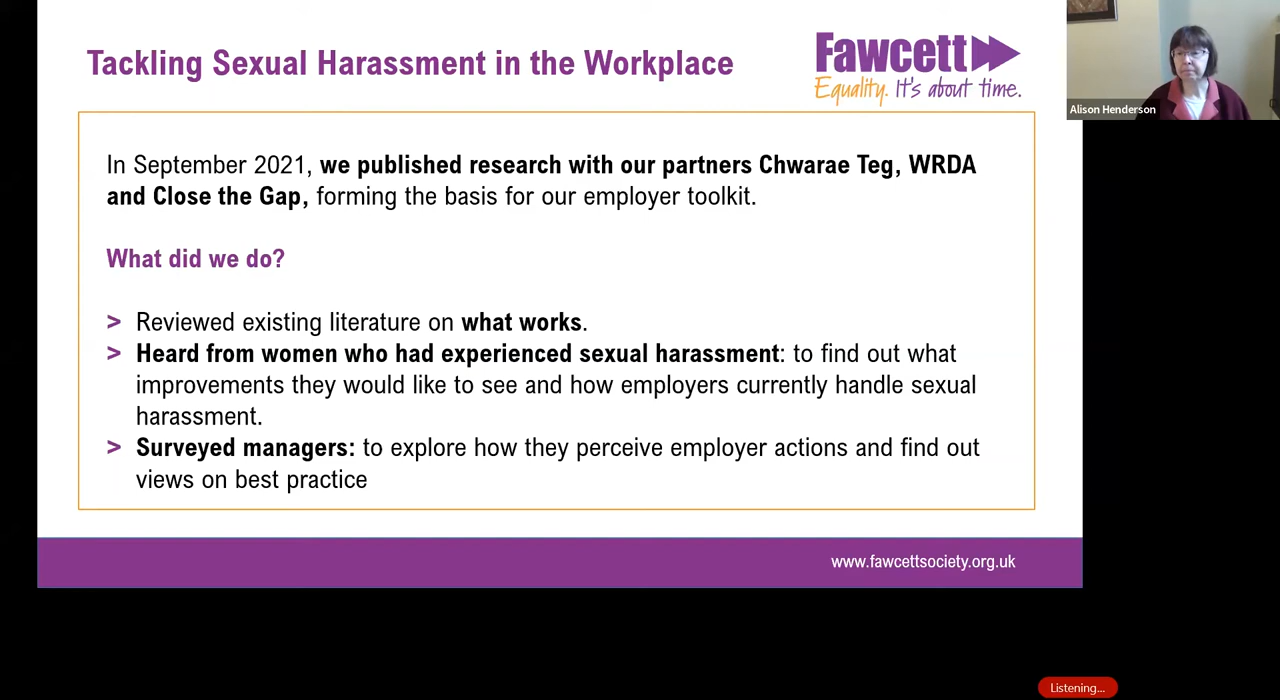 Tackling Sexual Harassment in the Workplace
Fawcett
Equality. It's about time.
Alison Henderson
In September 2021, we published research with our partners Chwarae Teg, WRDA
and Close the Gap, forming the basis for our employer toolkit.
What did we do?
> Reviewed existing literature on what works.
> Heard from women who had experienced sexual harassment: to find out what
improvements they would like to see and how employers currently handle sexual
harassment.
> Surveyed managers: to explore how they perceive employer actions and find out
views on best practice
www.fawcettsociety.org.uk
Listening...